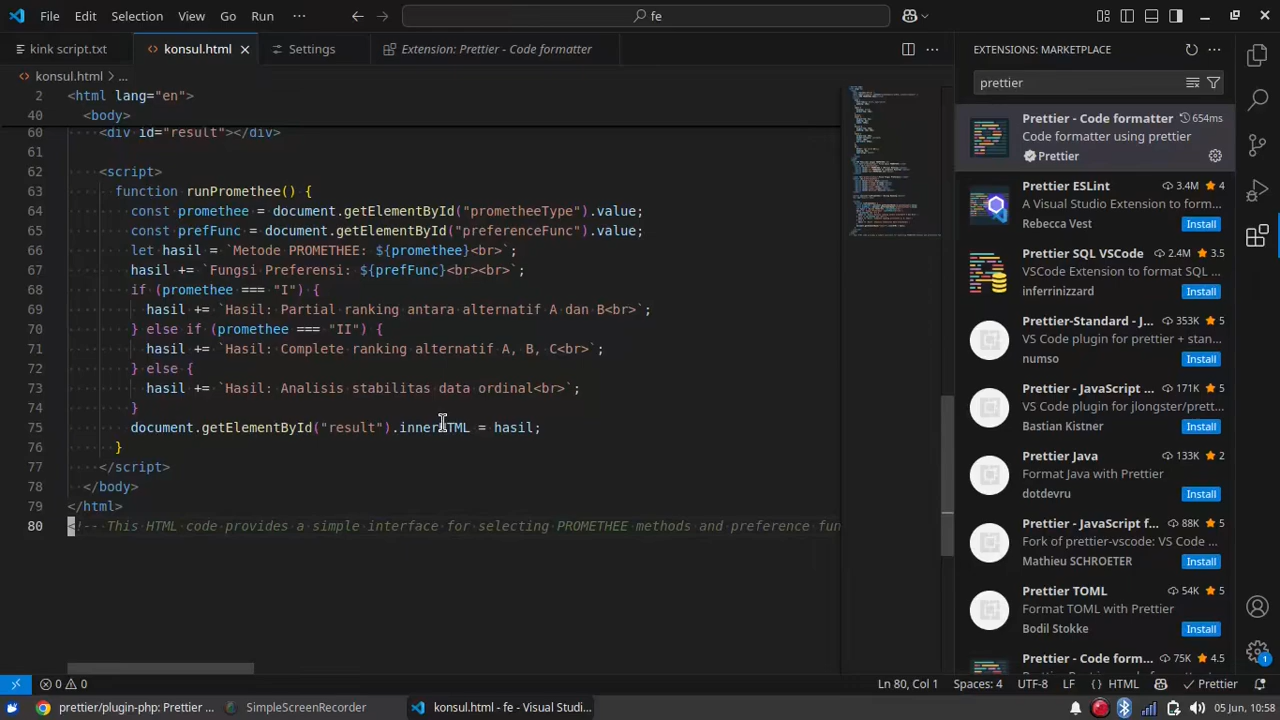 File Edit Selection View Go Run ··· fe
kink script.txt konsul.html Settings Extension: Prettier - Code formatter
konsul.html > ...
2 <html lang="en">
40 <body>
60 <div id="result"></div>
61
62 <script>
63 function runPromethee() {
64 const promethee = document.getElementById("prometheeType").value;
65 const prefFunc = document.getElementById("preferenceFunc").value;
66 let hasil = `Metode PROMETHEE: ${promethee}<br>`;
67 hasil += `Fungsi Preferensi: ${prefFunc}<br><br>`;
68 if (promethee === {
69 hasil += `Hasil: Partial ranking antara alternatif A dan B<br>`;
70 } else if (promethee === "II") {
71 hasil += `Hasil: Complete ranking alternatif A, B, C<br>`;
72 } else {
73 hasil += `Hasil: Analisis stabilitas data ordinal<br>`;
74 }
75 document.getElementById("result").innerHTML = hasil;
76 }
77 </script>
78 </body>
79 </html>
80 <!-- This HTML code provides a simple interface for selecting PROMETHEE methods and preference fun
EXTENSIONS: MARKETPLACE
prettier
Prettier - Code formatter 654ms
Code formatter using prettier
Prettier
Prettier ESLint 3.4M 4
A Visual Studio Extension to form...
Rebecca Vest Install
Prettier-SQL VSCode 3.5
VSCode Extension to format SQL ...
inferrinzzard Install
Prettier-Standard - J... 353K 5
VS Code plugin for prettier + stan...
numso Install
Prettier - JavaScript ... 171K 5
VS Code plugin for jongleberry/prett...
Bastian Kistner Install
Prettier Java 133K 2
Format Java with Prettier
dotdevru Install
Prettier - JavaScript f... 88K 5
Fork of prettier-vscode: VS Code ...
Mathieu SCHROETER Install
Prettier TOML 54K 5
Format TOML with Prettier
Bodil Stokke Install
Prettier - Code form... 75K 4.5
0 0 Ln 80, Col 1 Spaces: 4 UTF-8 LF {} HTML Prettier
prettier/plugin-php: Prettier ... SimpleScreenRecorder konsul.html - fe - Visual Studi... 05 Jun, 10:58